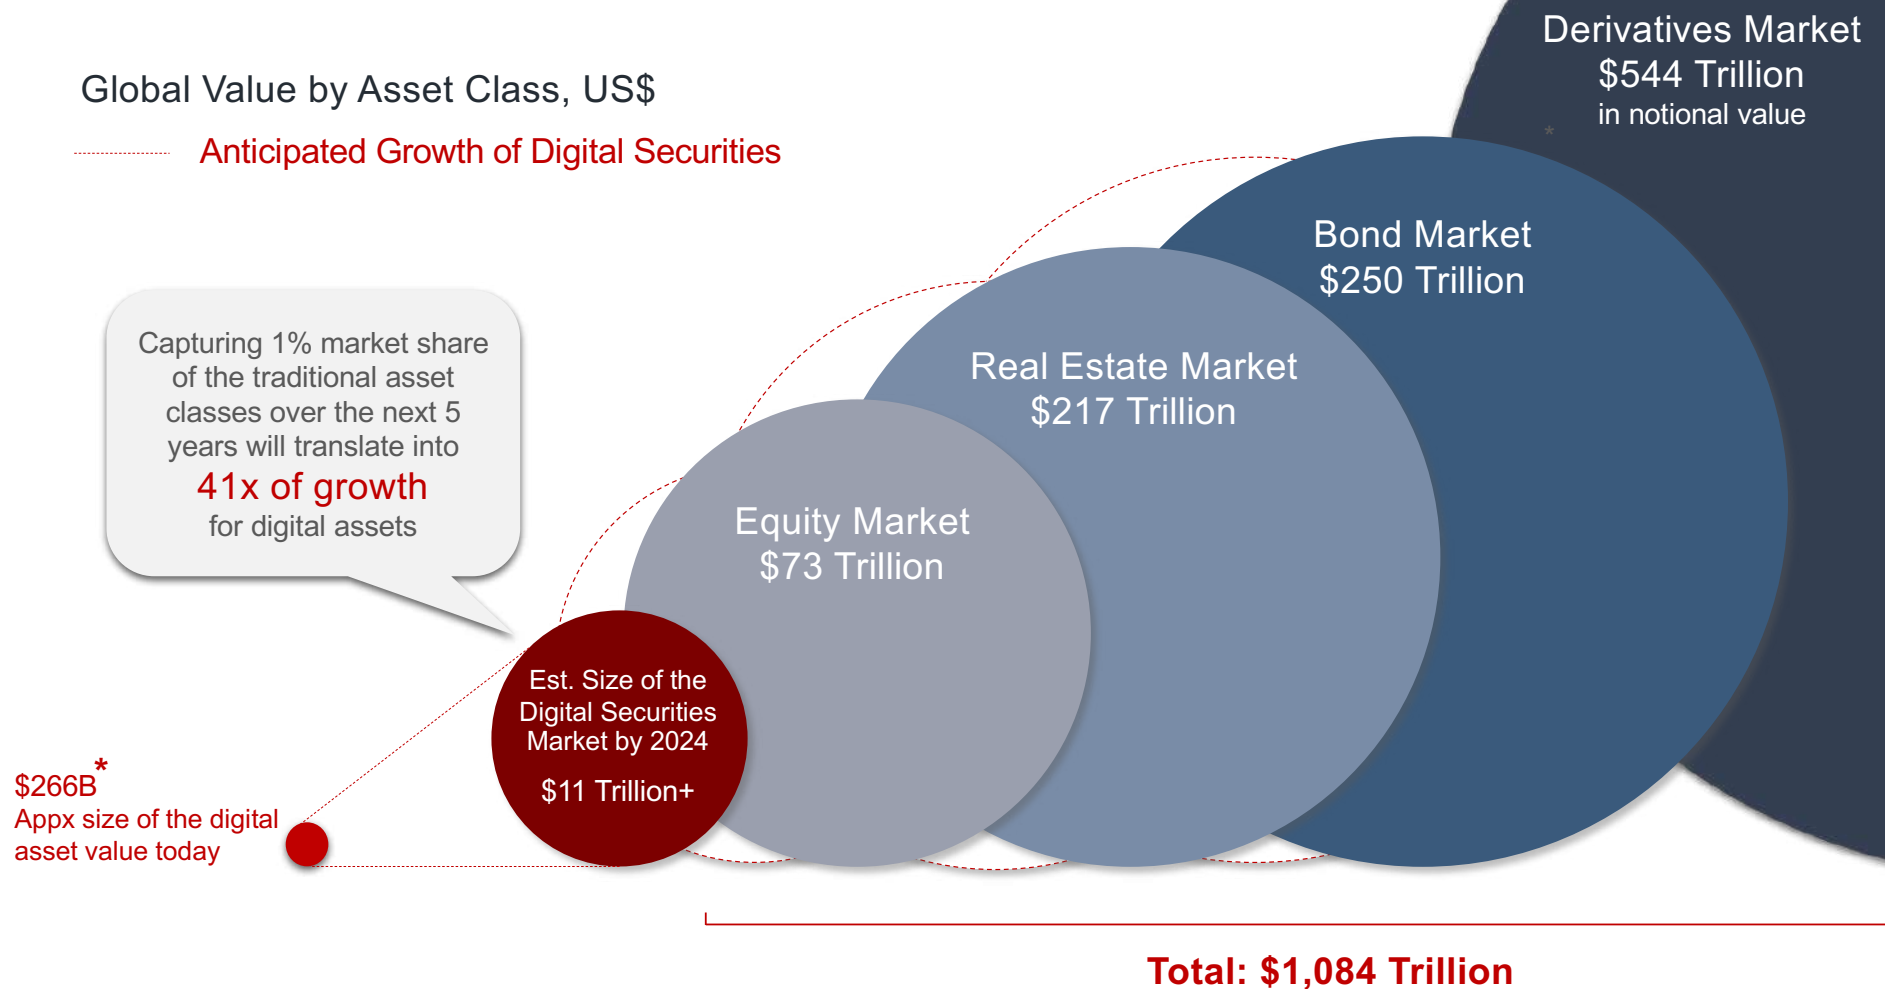 Global Value by Asset Class, US$
Anticipated Growth of Digital Securities
Derivatives Market
$544 Trillion
in notional value
*
Bond Market
$250 Trillion
Real Estate Market
$217 Trillion
Equity Market
$73 Trillion
Capturing 1% market share
of the traditional asset
classes over the next 5
years will translate into
41x of growth
for digital assets
Est. Size of the
Digital Securities
Market by 2024
$11 Trillion+
$266B*
Appx size of the digital
asset value today
Total: $1,084 Trillion